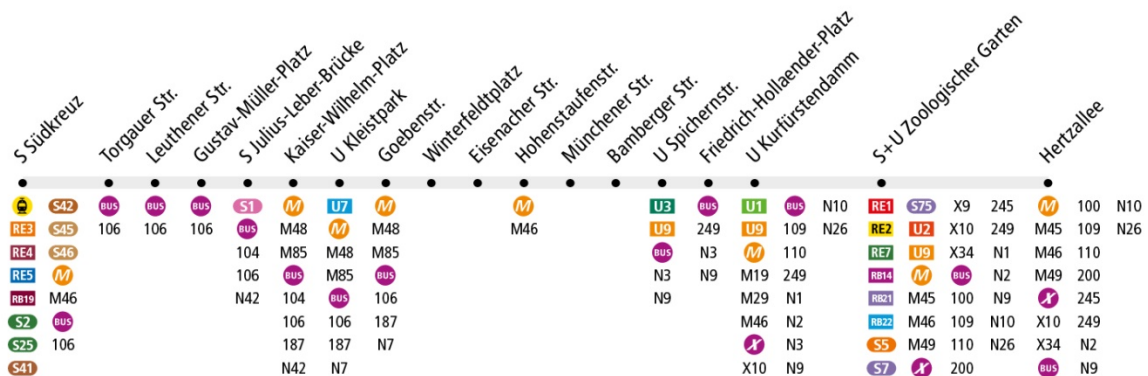 S Südkreuz
Torgauer Str.
Leuthener Str.
Gustav-Müller-Platz
S Julius-Leber-Brücke
Kaiser-Wilhelm-Platz
U Kleistpark
Goebenstr.
Winterfeldtplatz
Eisenacher Str.
Hohenstaufenstr.
Münchener Str.
Bamberger Str.
U Spichernstr.
Friedrich-Hollaender-Platz
U Kurfürstendamm
S+U Zoologischer Garten
Hertzallee
S42 BUS BUS BUS S1 M U7 M M U3 BUS U1 BUS N10 RE1 S75 X9 245 M 100 N10
RE3 S45 106 106 106 BUS M48 M M48 M46 U9 249 U9 109 N26 RE2 U2 X10 249 M45 109 N26
RE4 S46 104 M85 M48 M85 BUS N3 M 110 RE7 U9 X34 N1 M46 110
RE5 M 106 BUS M85 BUS N3 N9 M19 249 RB14 M BUS N2 M49 200
RB19 M46 N42 104 BUS 106 N9 M29 N1 RB21 M45 100 N9 X 245
S2 BUS 106 106 187 M46 N2 RB22 M46 109 N10 X10 249
S25 106 187 187 N7 X N3 S5 M49 110 N26 X34 N2
S41 N42 N7 X10 N9 S7 X 200 BUS N9